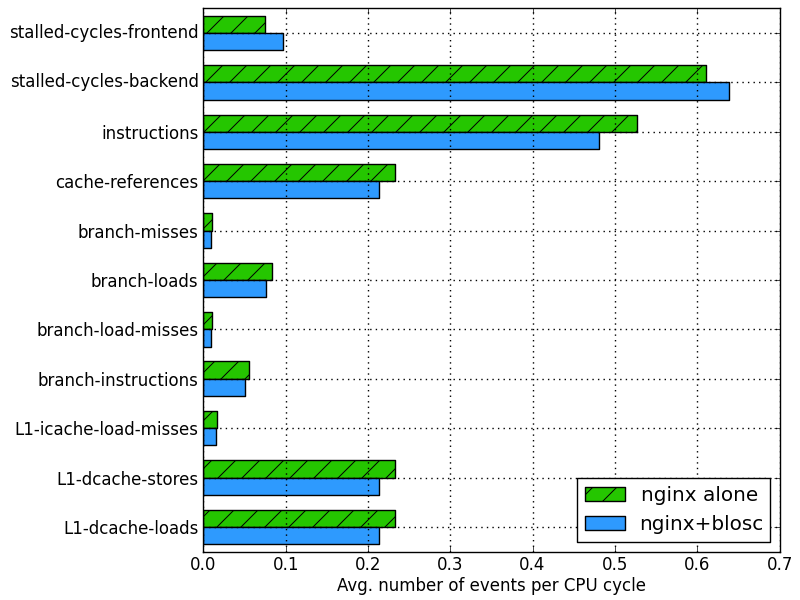 stalled-cycles-frontend
stalled-cycles-backend
instructions
cache-references
branch-misses
branch-loads
branch-load-misses
branch-instructions
L1-icache-load-misses
L1-dcache-stores
L1-dcache-loads
nginx alone
nginx+blosc
0.0 0.1 0.2 0.3 0.4 0.5 0.6 0.7
Avg. number of events per CPU cycle